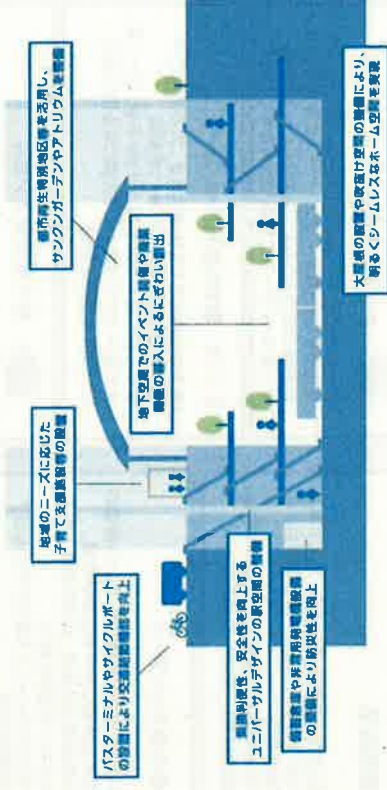 バスターミナルやサイクルポート
の設置により交通結節機能を向上
地域のニーズに応じた
子育て支援施設等の設置
都市再生特別地区等を活用し、
サンクンガーデンやアトリウムを整備
地下空間でのイベント開催や商業
機能の導入によるにぎわい創出
乗換利便性、安全性を向上する
ユニバーサルデザインの駅空間の整備
備蓄倉庫や非常用発電設備
の整備により防災性を向上
大屋根の設置や吹抜け空間の整備により、
明るくシームレスなホーム空間を実現